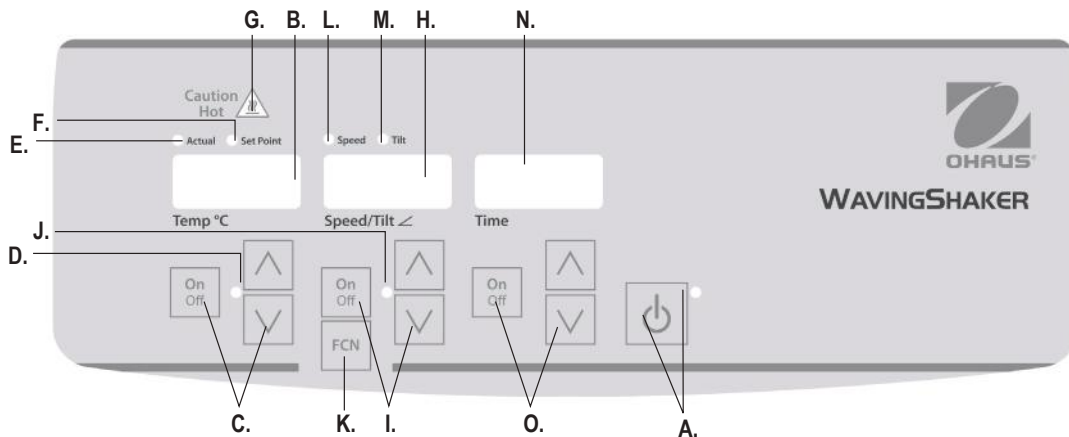 G. B. L. M. H. N.
Caution
Hot
F.
E.
Actual Set Point Speed Tilt
OHAUS®
WAVINGSHAKER
Temp °C Speed/Tilt ∠ Time
J.
D.
On
Off
On
Off
On
Off
FCN
C. K. I. O. A.